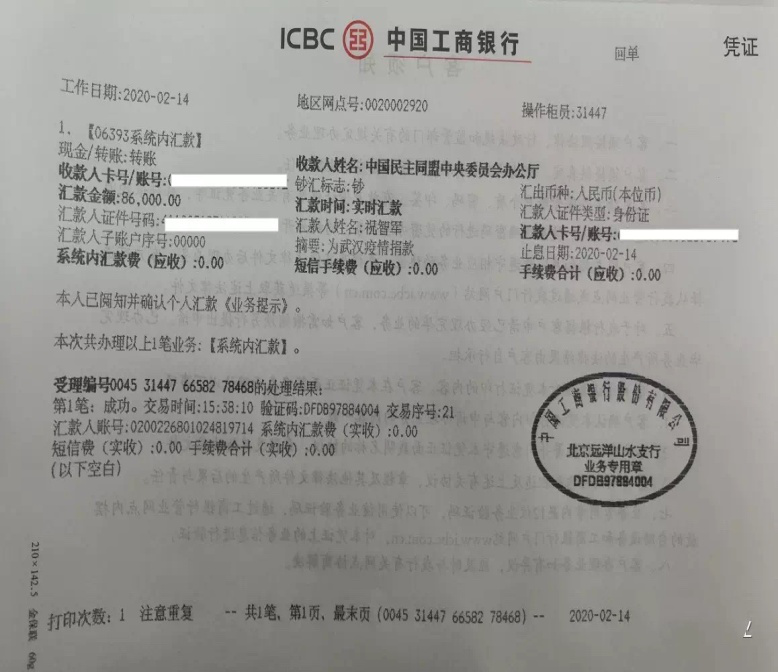 ICBC 中国工商银行
回单
凭证
工作日期:2020-02-14
地区网点号:0020002920
操作柜员:31447
1. 【06393系统内汇款】
现金/转账:转账
收款人姓名:中国民主同盟中央委员会办公厅
收款人卡号/账号:
钞汇标志:钞
汇出币种:人民币(本位币)
汇款金额:86,000.00
汇款时间:实时汇款
汇款人证件类型:身份证
汇款人证件号码:
汇款人姓名:祝智军
汇款人卡号/账号:
汇款人子账户序号:00000
摘要:为武汉疫情捐款
止息日期:2020-02-14
系统内汇款费(应收):0.00
短信手续费(应收):0.00
手续费合计(应收):0.00
本人已阅知并确认个人汇款《业务提示》。
本次共办理以上1笔业务:【系统内汇款】。
受理编号0045 31447 66582 78468的处理结果:
第1笔: 成功。交易时间:15:38:10 验证码:DFDB97884004 交易序号:21
汇款人账号:0200226801024819714 系统内汇款费(实收):0.00
短信费(实收):0.00 手续费合计(实收):0.00
(以下空白)
中国工商银行股份有限公司
北京远洋山水支行
业务专用章
DFDB97884004
210×142.5 金保联 60g
打印次数: 1 注意重复 -- 共1笔, 第1页, 最末页 (0045 31447 66582 78468) -- 2020-02-14